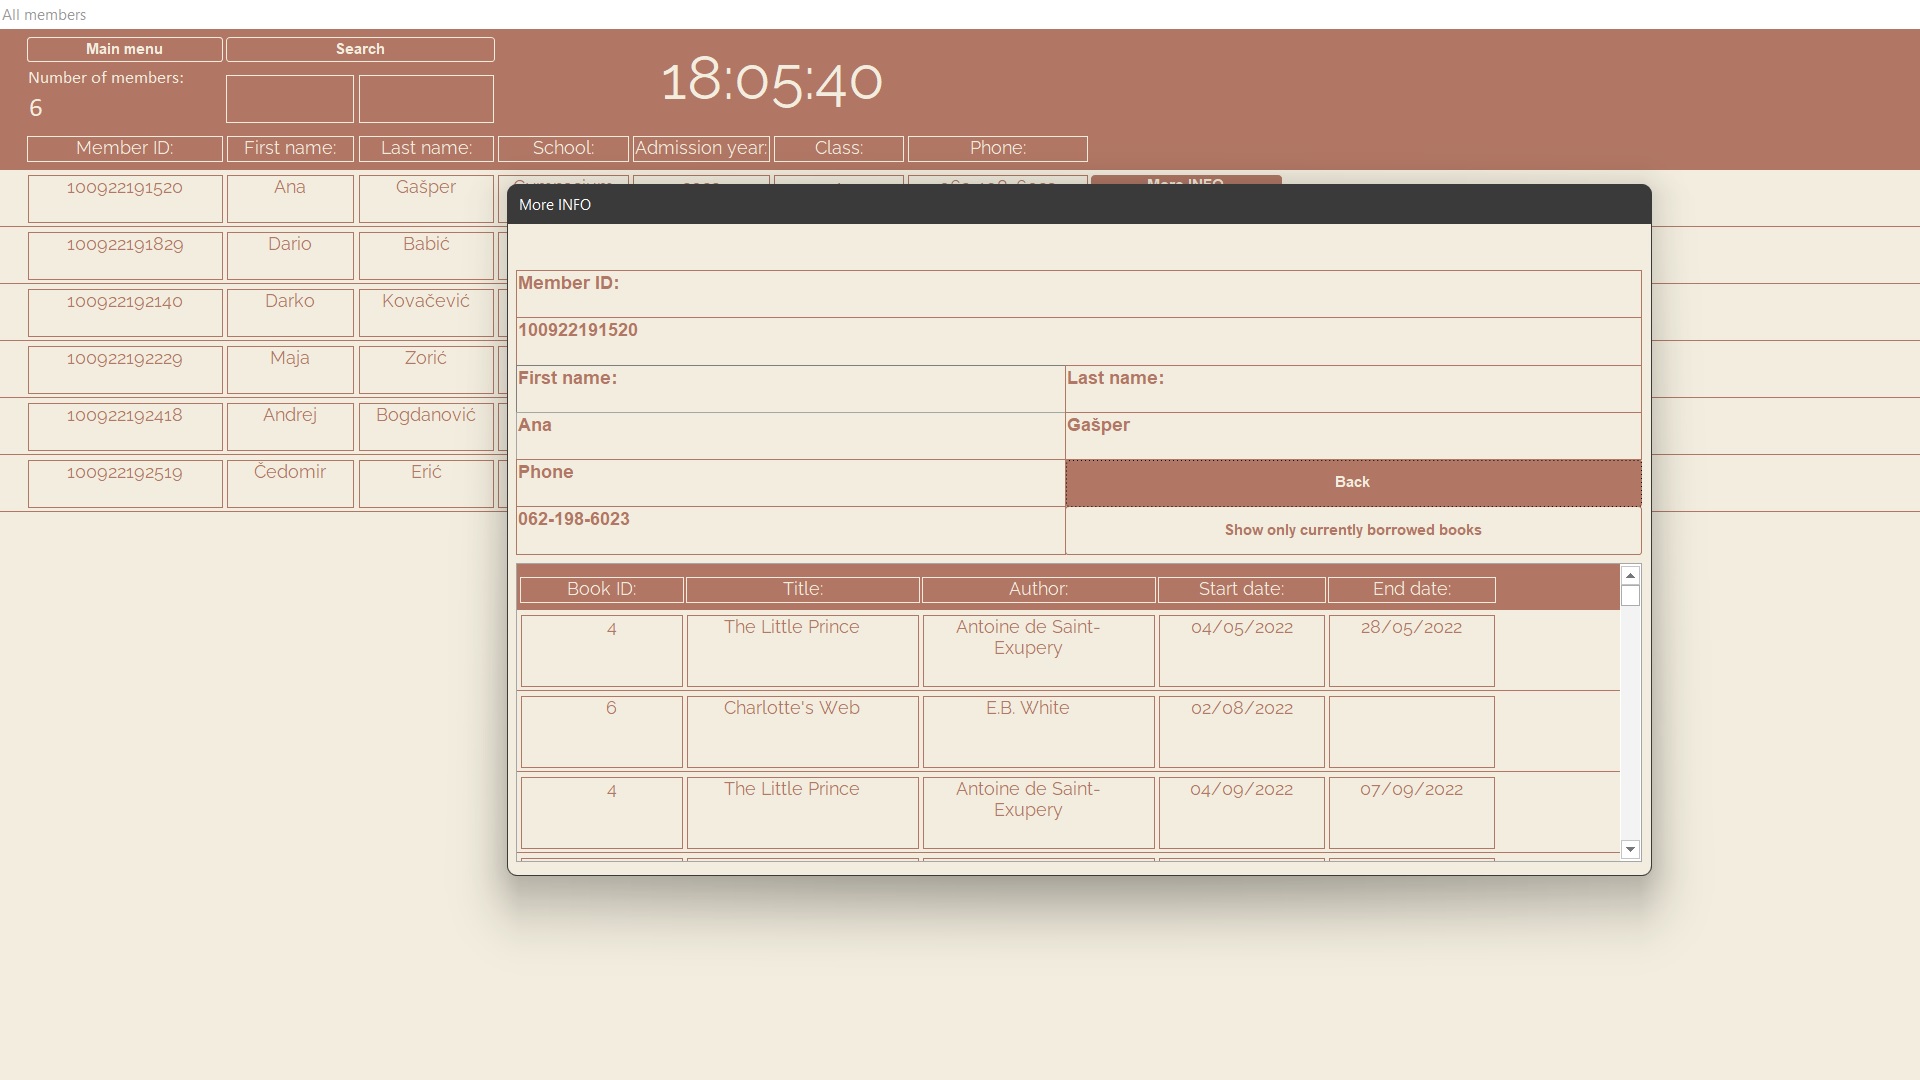 All members
Main menu
Search
Number of members:
6
18:05:40
Member ID:
First name:
Last name:
School:
Admission year:
Class:
Phone:
100922191520
Ana
Gašper
More INFO
100922191829
Dario
Babić
100922192140
Darko
Kovačević
100922192229
Maja
Zorić
100922192418
Andrej
Bogdanović
100922192519
Čedomir
Erić
More INFO
Member ID:
100922191520
First name:
Last name:
Ana
Gašper
Phone
Back
062-198-6023
Show only currently borrowed books
Book ID:
Title:
Author:
Start date:
End date:
4
The Little Prince
Antoine de Saint-
Exupery
04/05/2022
28/05/2022
6
Charlotte's Web
E.B. White
02/08/2022
4
The Little Prince
Antoine de Saint-
Exupery
04/09/2022
07/09/2022